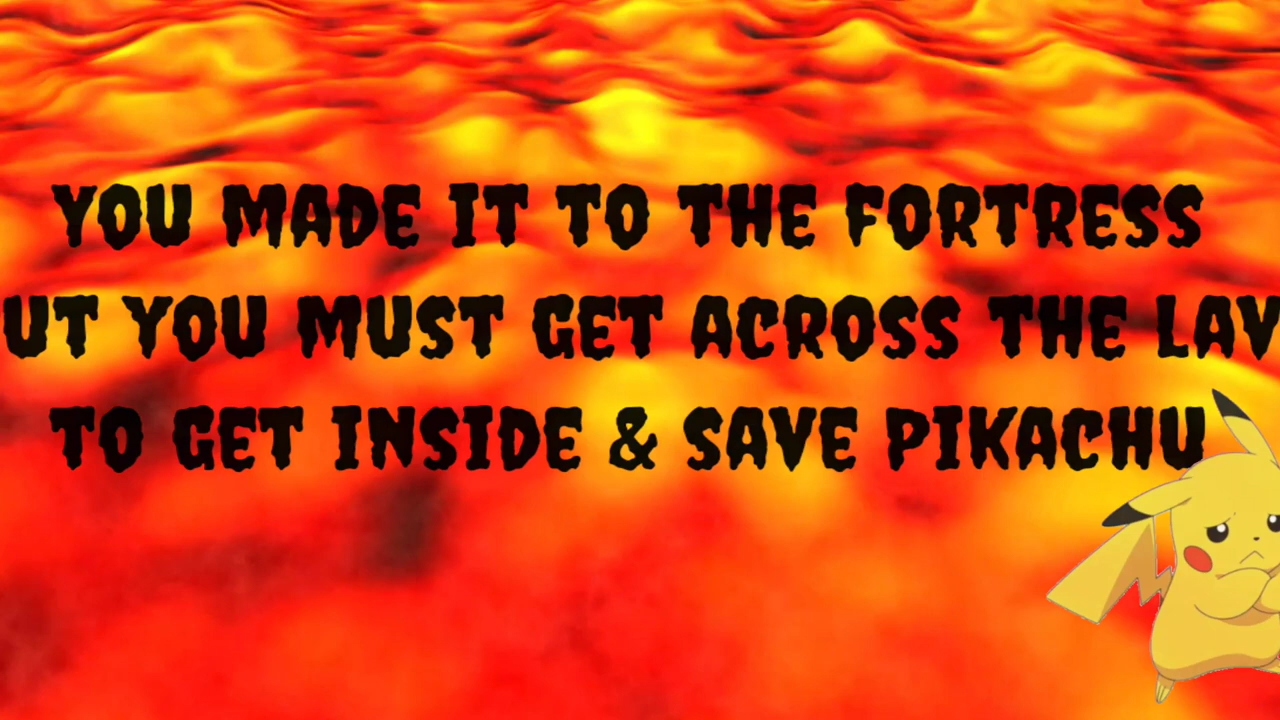 YOU MADE IT TO THE FORTRESS
UT YOU MUST GET ACROSS THE LAV
TO GET INSIDE & SAVE PIKACHU